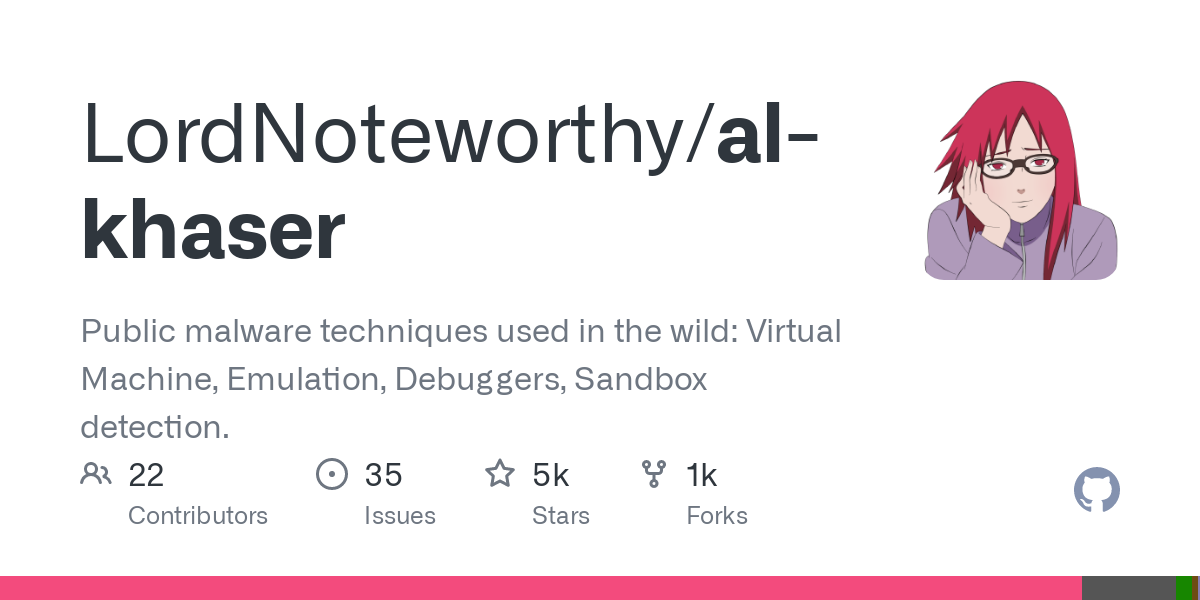 LordNoteworthy/al-
khaser
Public malware techniques used in the wild: Virtual
Machine, Emulation, Debuggers, Sandbox
detection.
22 35 5k 1k
Contributors Issues Stars Forks